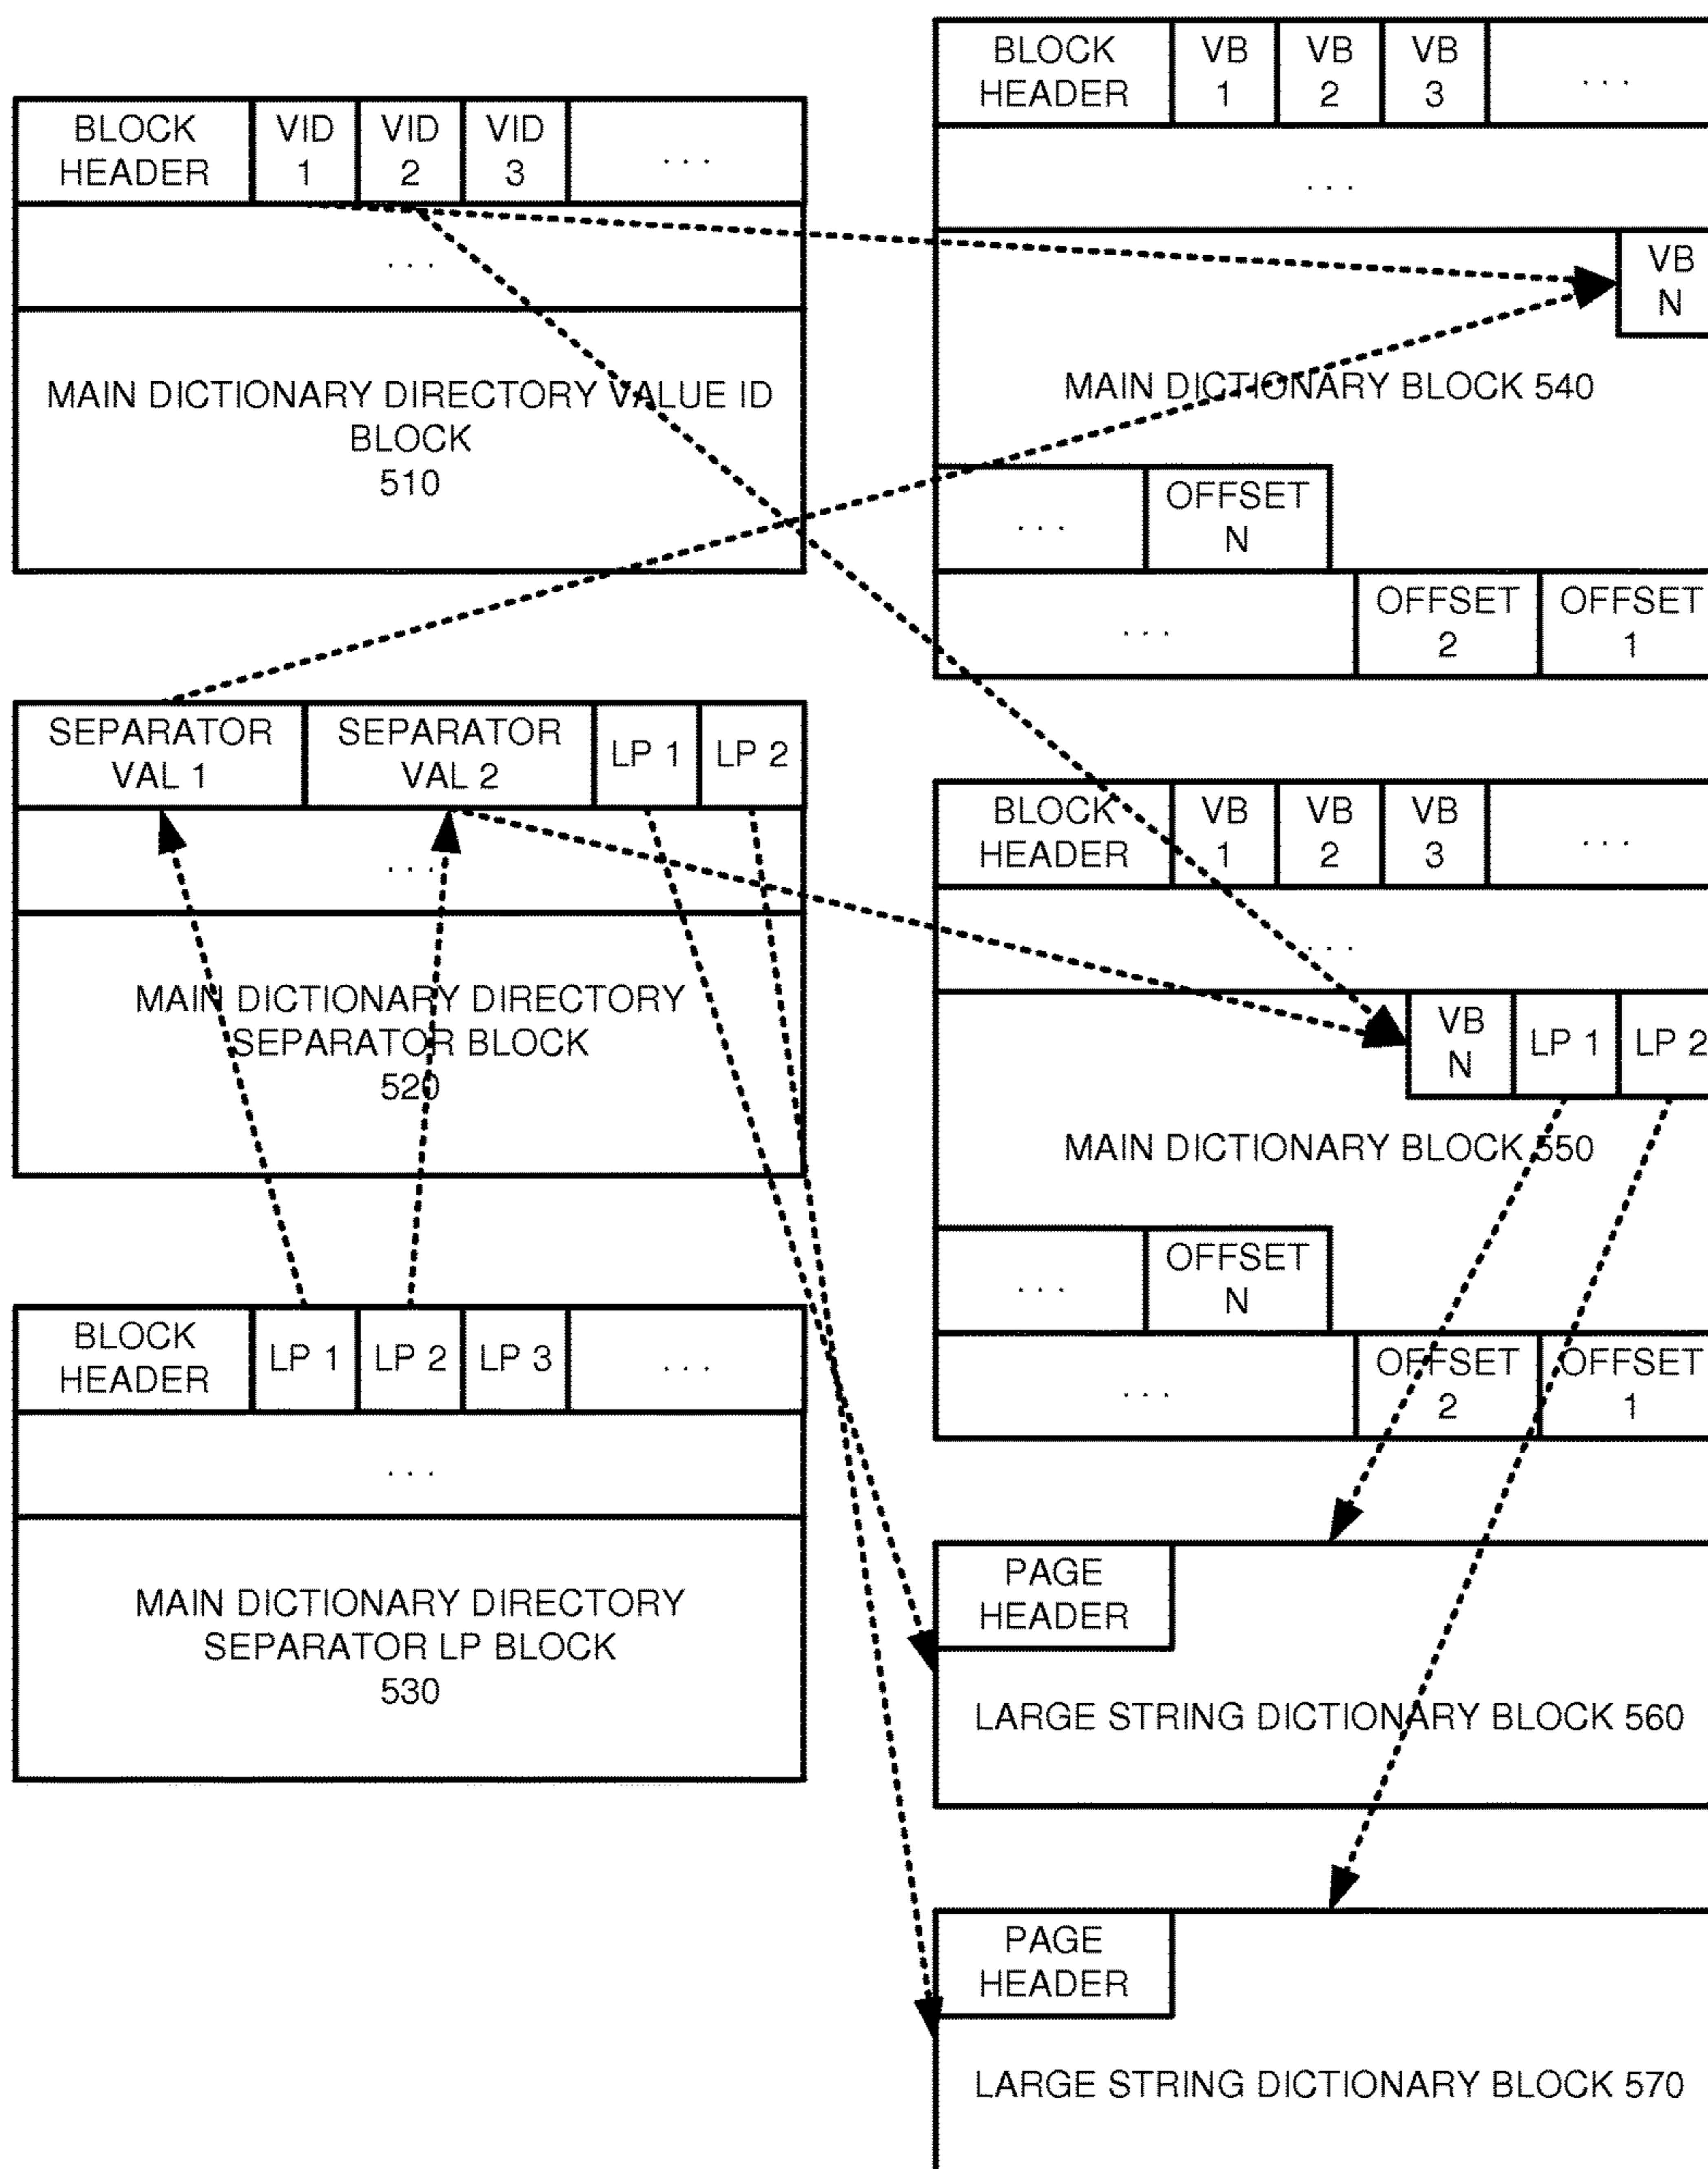 BLOCK
HEADER
VID
1
VID
2
VID
3
. . .
. . .
MAIN DICTIONARY DIRECTORY VALUE ID
BLOCK
510
SEPARATOR
VAL 1
SEPARATOR
VAL 2
LP 1
LP 2
. . .
MAIN DICTIONARY DIRECTORY
SEPARATOR BLOCK
520
BLOCK
HEADER
LP 1
LP 2
LP 3
. . .
. . .
MAIN DICTIONARY DIRECTORY
SEPARATOR LP BLOCK
530
BLOCK
HEADER
VB
1
VB
2
VB
3
. . .
. . .
VB
N
MAIN DICTIONARY BLOCK 540
. . .
OFFSET
N
. . .
OFFSET
2
OFFSET
1
BLOCK
HEADER
VB
1
VB
2
VB
3
. . .
. . .
VB
N
LP 1
LP 2
MAIN DICTIONARY BLOCK 550
. . .
OFFSET
N
. . .
OFFSET
2
OFFSET
1
PAGE
HEADER
LARGE STRING DICTIONARY BLOCK 560
PAGE
HEADER
LARGE STRING DICTIONARY BLOCK 570